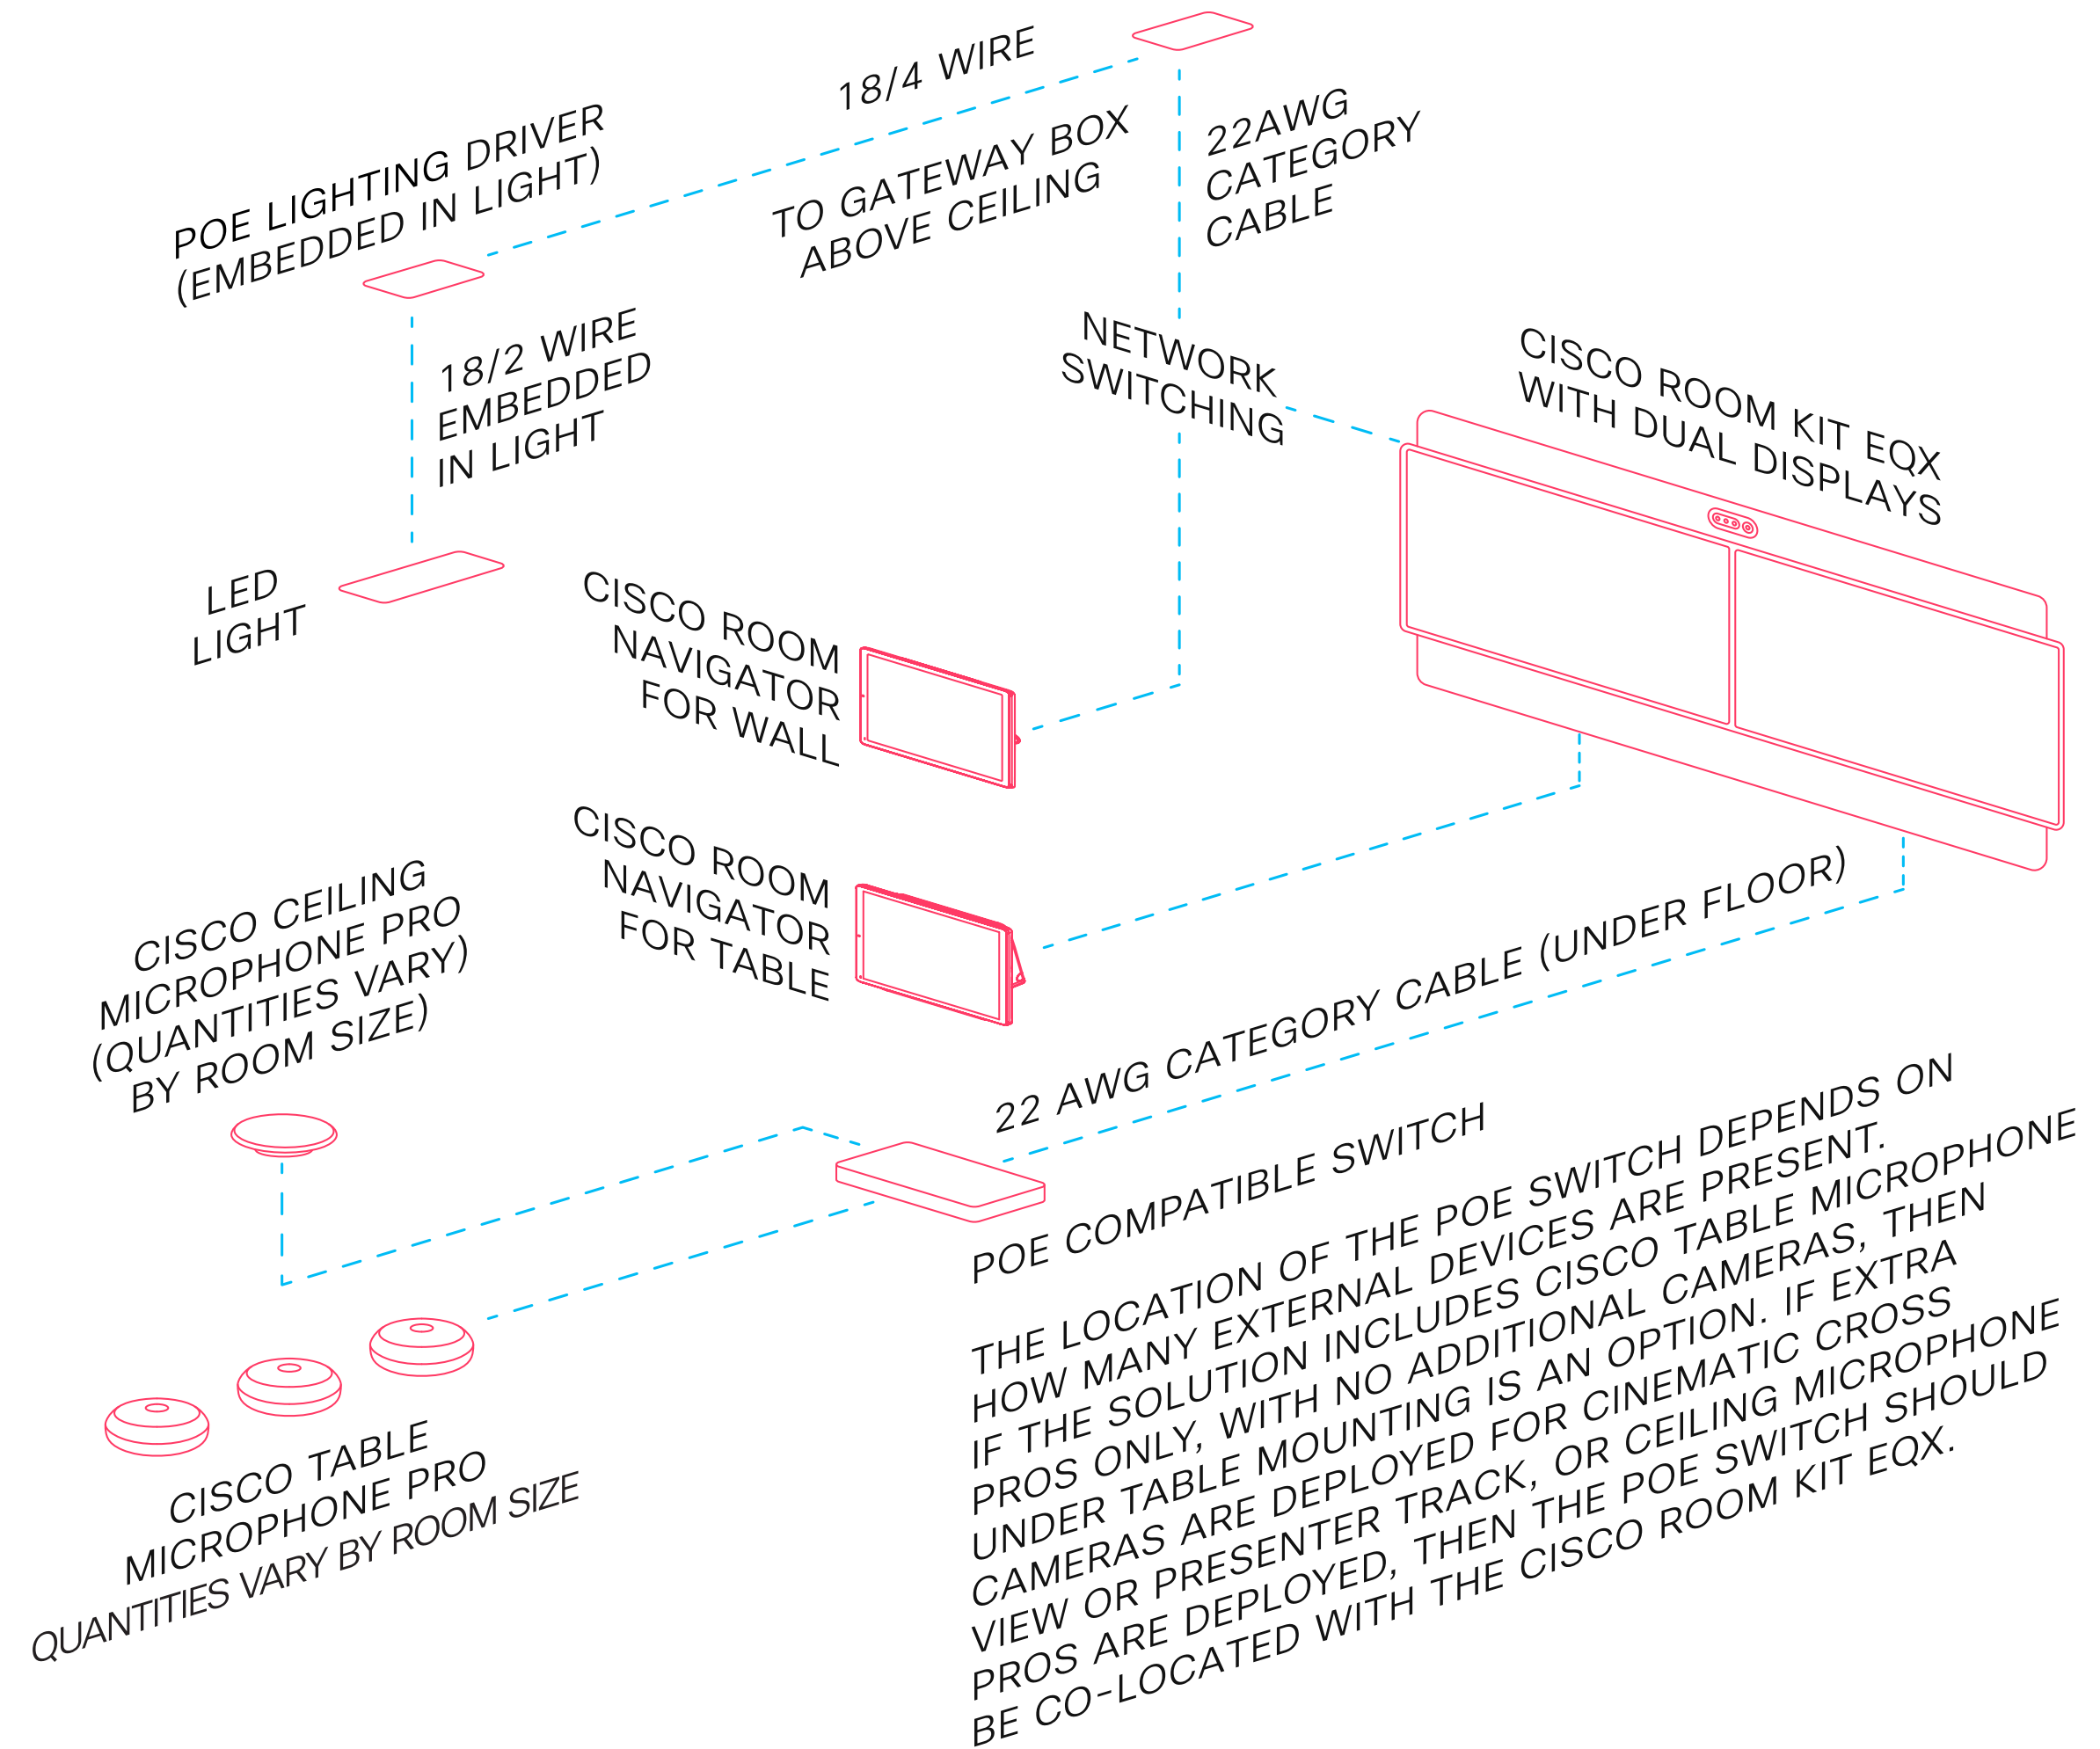 18/4 WIRE
POE LIGHTING DRIVER
(EMBEDDED IN LIGHT)
TO GATEWAY BOX
ABOVE CEILING
22AWG
CATEGORY
CABLE
18/2 WIRE
EMBEDDED
IN LIGHT
NETWORK
SWITCHING
CISCO ROOM KIT EQX
WITH DUAL DISPLAYS
LED
LIGHT
CISCO ROOM
NAVIGATOR
FOR WALL
CISCO ROOM
NAVIGATOR
FOR TABLE
CISCO CEILING
MICROPHONE PRO
(QUANTITIES VARY)
BY ROOM SIZE)
22 AWG CATEGORY CABLE (UNDER FLOOR)
POE COMPATIBLE SWITCH
THE LOCATION OF THE POE SWITCH DEPENDS ON
HOW MANY EXTERNAL DEVICES ARE PRESENT.
IF THE SOLUTION INCLUDES CISCO TABLE MICROPHONE
PROS ONLY, WITH NO ADDITIONAL CAMERAS, THEN
UNDER TABLE MOUNTING IS AN OPTION. IF EXTRA
CAMERAS ARE DEPLOYED FOR CINEMATIC CROSS
VIEW OR PRESENTER TRACK, OR CEILING MICROPHONE
PROS ARE DEPLOYED, THEN THE POE SWITCH SHOULD
BE CO-LOCATED WITH THE CISCO ROOM KIT EQX.
CISCO TABLE
MICROPHONE PRO
QUANTITIES VARY BY ROOM SIZE